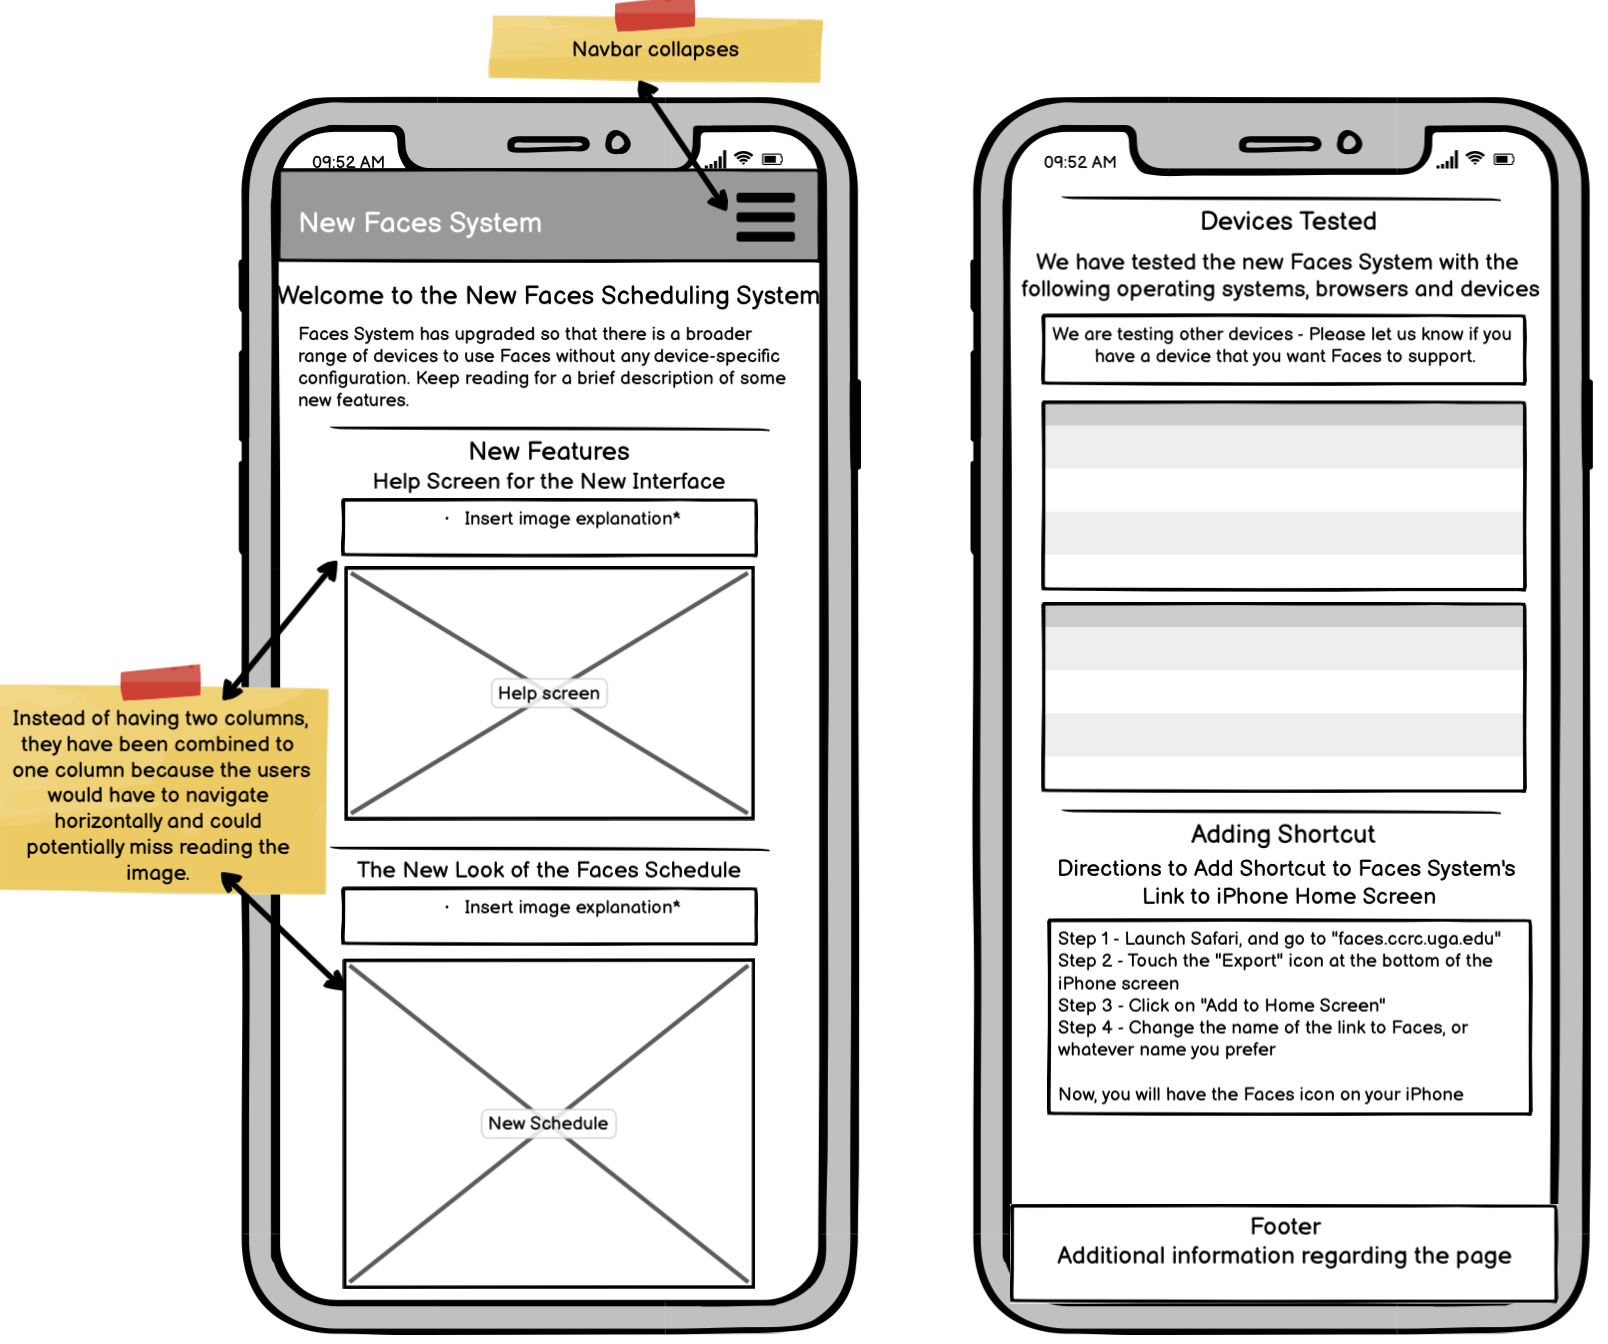 Navbar collapses
09:52 AM
New Faces System
Welcome to the New Faces Scheduling System
Faces System has upgraded so that there is a broader
range of devices to use Faces without any device-specific
configuration. Keep reading for a brief description of some
new features.
New Features
Help Screen for the New Interface
· Insert image explanation*
Help screen
Instead of having two columns,
they have been combined to
one column because the users
would have to navigate
horizontally and could
potentially miss reading the
image.
The New Look of the Faces Schedule
· Insert image explanation*
New Schedule
09:52 AM
Devices Tested
We have tested the new Faces System with the
following operating systems, browsers and devices
We are testing other devices - Please let us know if you
have a device that you want Faces to support.
Adding Shortcut
Directions to Add Shortcut to Faces System's
Link to iPhone Home Screen
Step 1 - Launch Safari, and go to "faces.ccrc.uga.edu"
Step 2 - Touch the "Export" icon at the bottom of the
iPhone screen
Step 3 - Click on "Add to Home Screen"
Step 4 - Change the name of the link to Faces, or
whatever name you prefer
Now, you will have the Faces icon on your iPhone
Footer
Additional information regarding the page